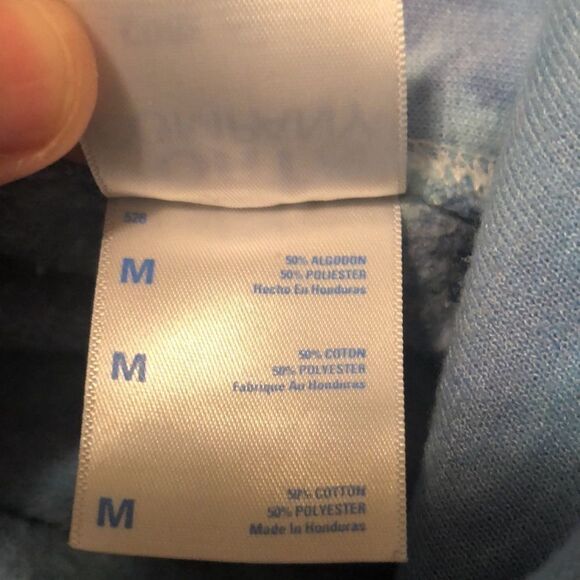 526
M
50% ALGODON
50% POLIESTER
Hecho En Honduras
M
50% COTON
50% POLYESTER
Fabrique Au Honduras
M
50% COTTON
50% POLYESTER
Made In Honduras